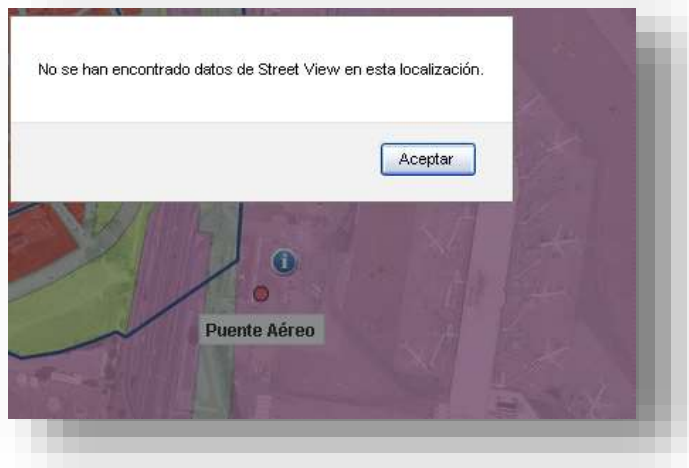 No se han encontrado datos de Street View en esta localización.
Aceptar
i
Puente Aéreo